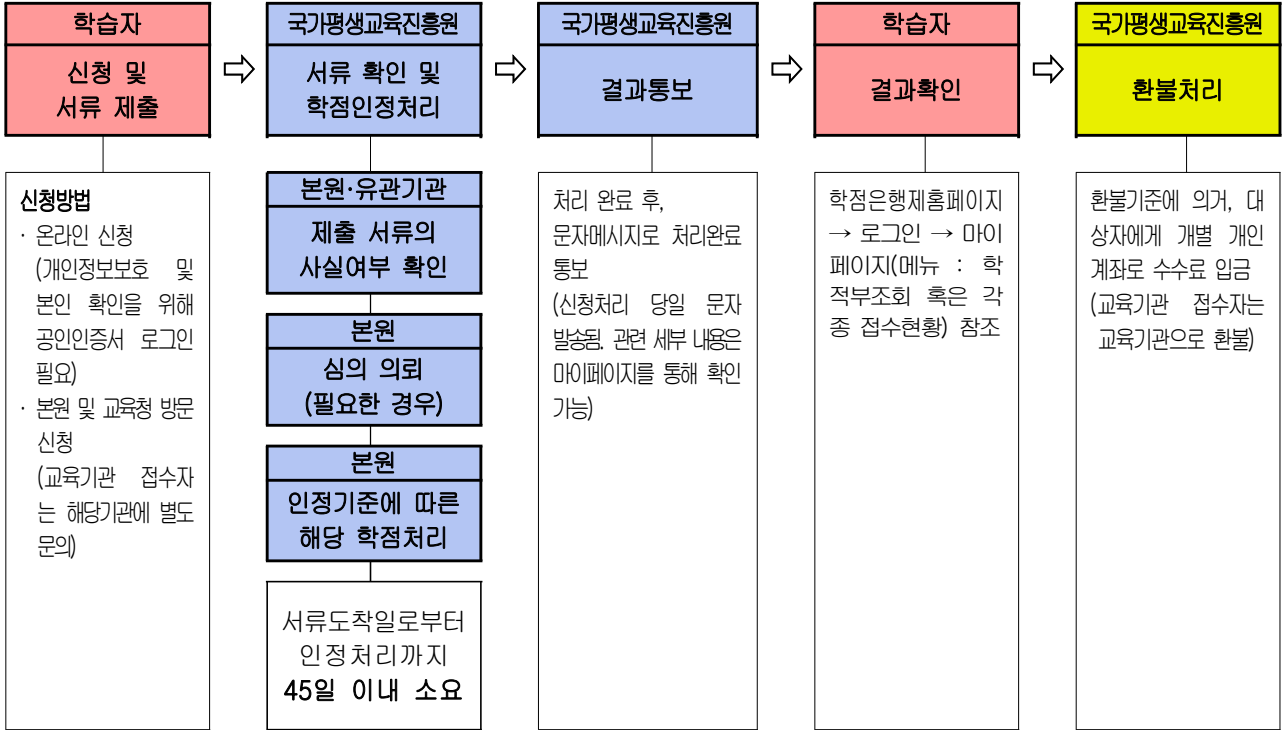 학습자
신청 및
서류 제출
국가평생교육진흥원
서류 확인 및
학점인정처리
국가평생교육진흥원
결과통보
학습자
결과확인
국가평생교육진흥원
환불처리
신청방법
· 온라인 신청
(개인정보보호 및
본인 확인을 위해
공인인증서 로그인
필요)
· 본원 및 교육청 방문
신청
(교육기관 접수자
는 해당기관에 별도
문의)
본원·유관기관
제출 서류의
사실여부 확인
본원
심의 의뢰
(필요한 경우)
본원
인정기준에 따른
해당 학점처리
서류도착일로부터
인정처리까지
45일 이내 소요
처리 완료 후,
문자메시지로 처리완료
통보
(신청처리 당일 문자
발송됨. 관련 세부 내용은
마이페이지를 통해 확인
가능)
학점은행제홈페이지
→ 로그인 → 마이
페이지(메뉴 : 학
적부조회 혹은 각
종 접수현황) 참조
환불기준에 의거, 대
상자에게 개별 개인
계좌로 수수료 입금
(교육기관 접수자는
교육기관으로 환불)